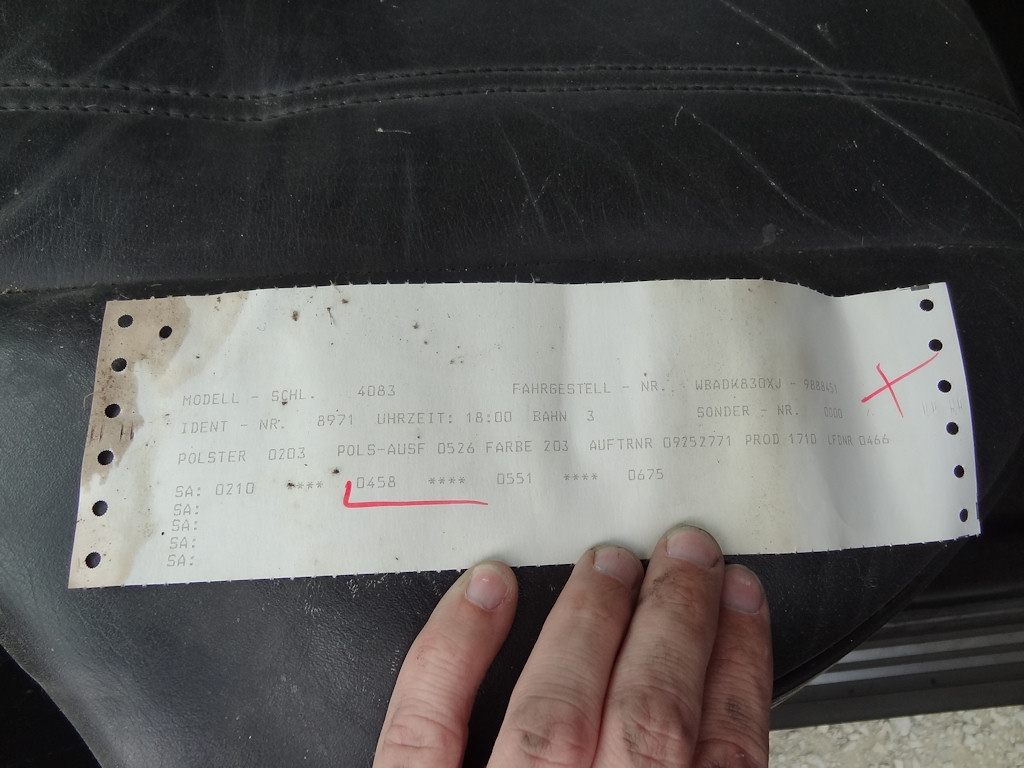 MODELL - SCHL. 4083 FAHRGESTELL - NR.. WBADK830XJ - 9888451
IDENT - NR. 8971 UHRZEIT: 18:00 BAHN 3 SONDER - NR. 0000
POLSTER 0203 POLS-AUSF 0526 FARBE 203 AUFTRNR 09252771 PROD 1710 LFDNR 0466
SA: 0210 **** 0458 **** 0551 **** 0675
SA:
SA:
SA:
SA: